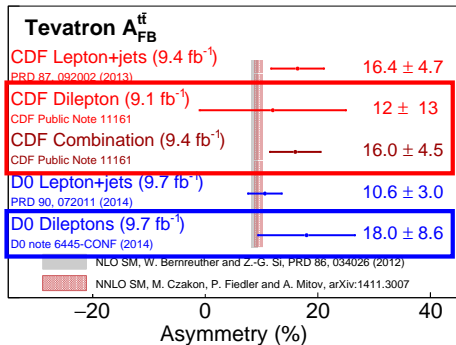 Tevatron A_FB^tt̄
CDF Lepton+jets (9.4 fb⁻¹) 16.4 ± 4.7
PRD 87, 092002 (2013)
CDF Dilepton (9.1 fb⁻¹) 12 ± 13
CDF Public Note 11161
CDF Combination (9.4 fb⁻¹) 16.0 ± 4.5
CDF Public Note 11161
D0 Lepton+jets (9.7 fb⁻¹) 10.6 ± 3.0
PRD 90, 072011 (2014)
D0 Dileptons (9.7 fb⁻¹) 18.0 ± 8.6
D0 note 6445-CONF (2014)
NLO SM, W. Bernreuther and Z.-G. Si, PRD 86, 034026 (2012)
NNLO SM, M. Czakon, P. Fiedler and A. Mitov, arXiv:1411.3007
−20 0 20 40
Asymmetry (%)